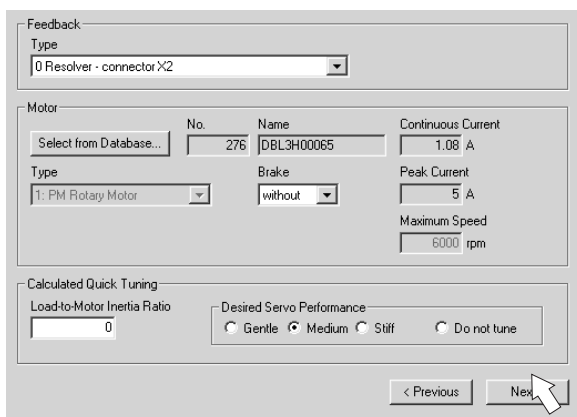 Feedback
Type
0 Resolver - connector X2
Motor
No. Name Continuous Current
Select from Database... 276 DBL3H00065 1.08 A
Type Brake Peak Current
1: PM Rotary Motor without 5 A
Maximum Speed
6000 rpm
Calculated Quick Tuning
Load-to-Motor Inertia Ratio Desired Servo Performance
0 Gentle Medium Stiff Do not tune
< Previous Nex